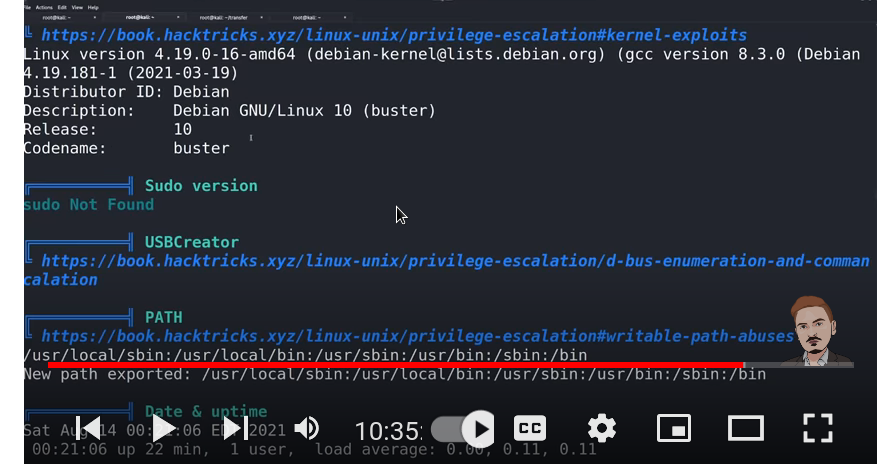 File Actions Edit View Help
root@kali: ~ root@kali: ~ root@kali: ~/transfer root@kali: ~
https://book.hacktricks.xyz/linux-unix/privilege-escalation#kernel-exploits
Linux version 4.19.0-16-amd64 (debian-kernel@lists.debian.org) (gcc version 8.3.0 (Debian
4.19.181-1 (2021-03-19)
Distributor ID: Debian
Description: Debian GNU/Linux 10 (buster)
Release: 10
Codename: buster
Sudo version
sudo Not Found
USBCreator
https://book.hacktricks.xyz/linux-unix/privilege-escalation/d-bus-enumeration-and-comman
calation
PATH
https://book.hacktricks.xyz/linux-unix/privilege-escalation#writable-path-abuses
/usr/local/sbin:/usr/local/bin:/usr/sbin:/usr/bin:/sbin:/bin
New path exported: /usr/local/sbin:/usr/local/bin:/usr/sbin:/usr/bin:/sbin:/bin
Date & uptime
Sat Aug 14 00:21:06 EDT 2021
00:21:06 up 22 min, 1 user, load average: 0.00, 0.11, 0.11
10:35
CC